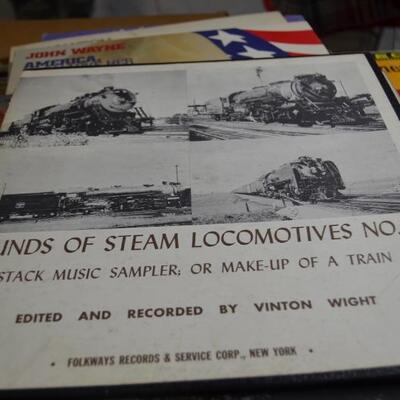 JOHN WAYNE
AMERICA
UNDS OF STEAM LOCOMOTIVES NO.
STACK MUSIC SAMPLER; OR MAKE-UP OF A TRAIN
EDITED AND RECORDED BY VINTON WIGHT
• FOLKWAYS RECORDS & SERVICE CORP., NEW YORK •